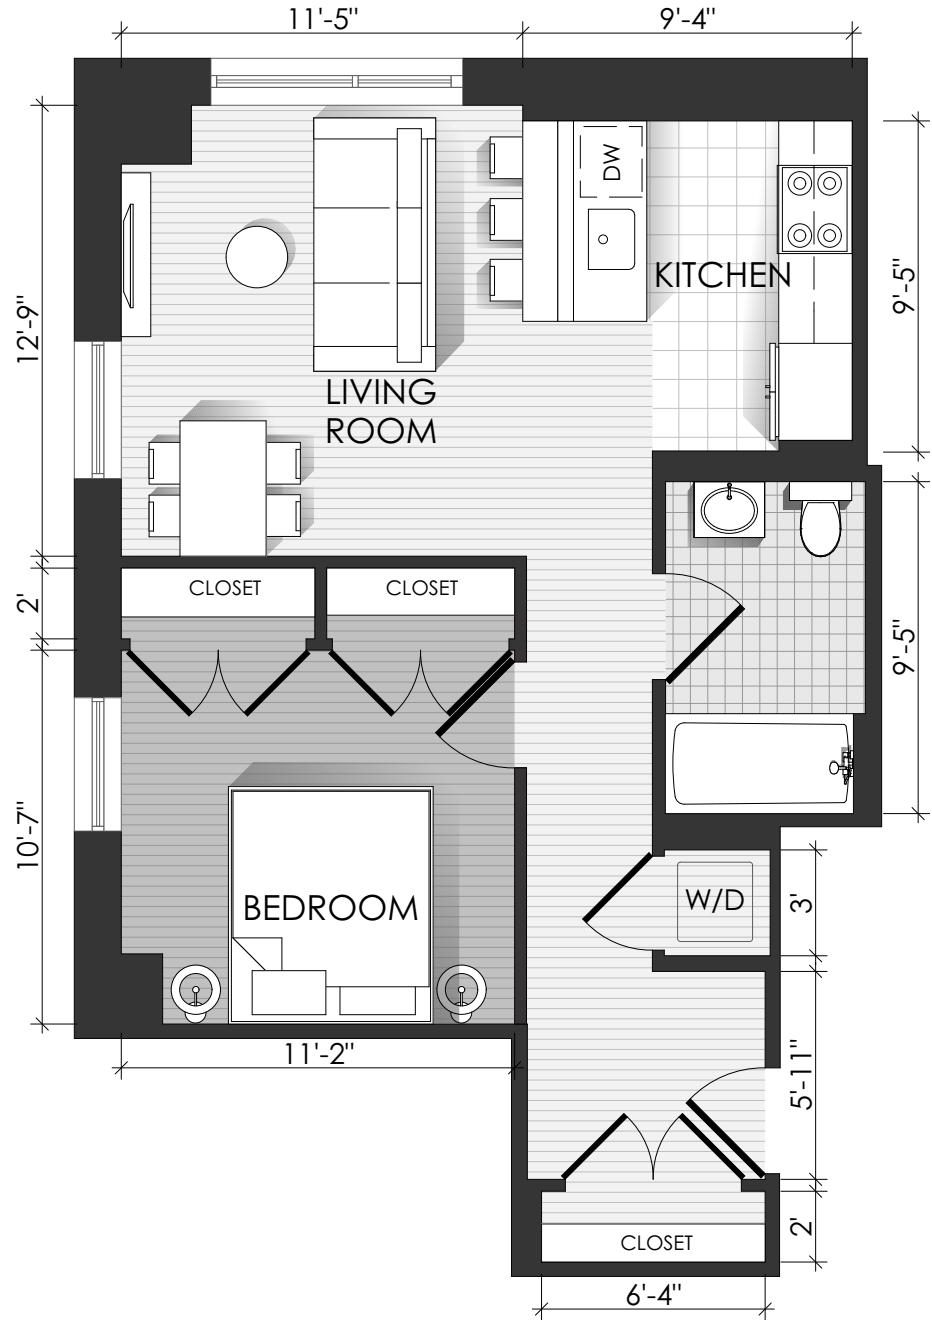 11'-5"
9'-4"
DW
KITCHEN
9'-5"
12'-9"
LIVING
ROOM
CLOSET
CLOSET
2'
9'-5"
10'-7"
BEDROOM
W/D
3'
11'-2"
5'-11"
CLOSET
2'
6'-4"